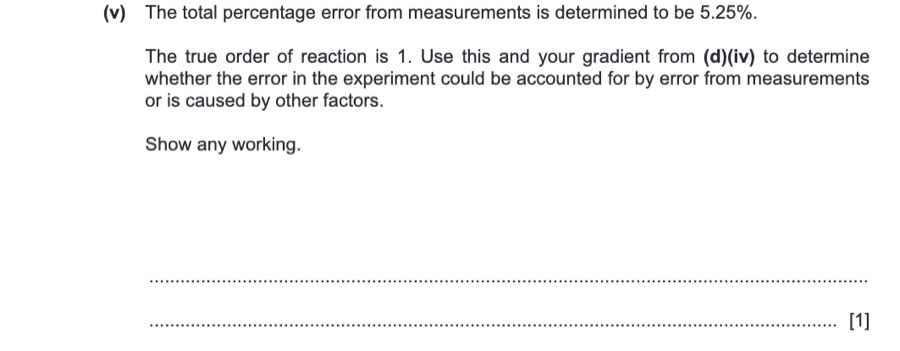 (v) The total percentage error from measurements is determined to be 5.25%.
The true order of reaction is 1. Use this and your gradient from (d)(iv) to determine
whether the error in the experiment could be accounted for by error from measurements
or is caused by other factors.
Show any working.
..........................................................................................................................................
.................................................................................................................................. [1]